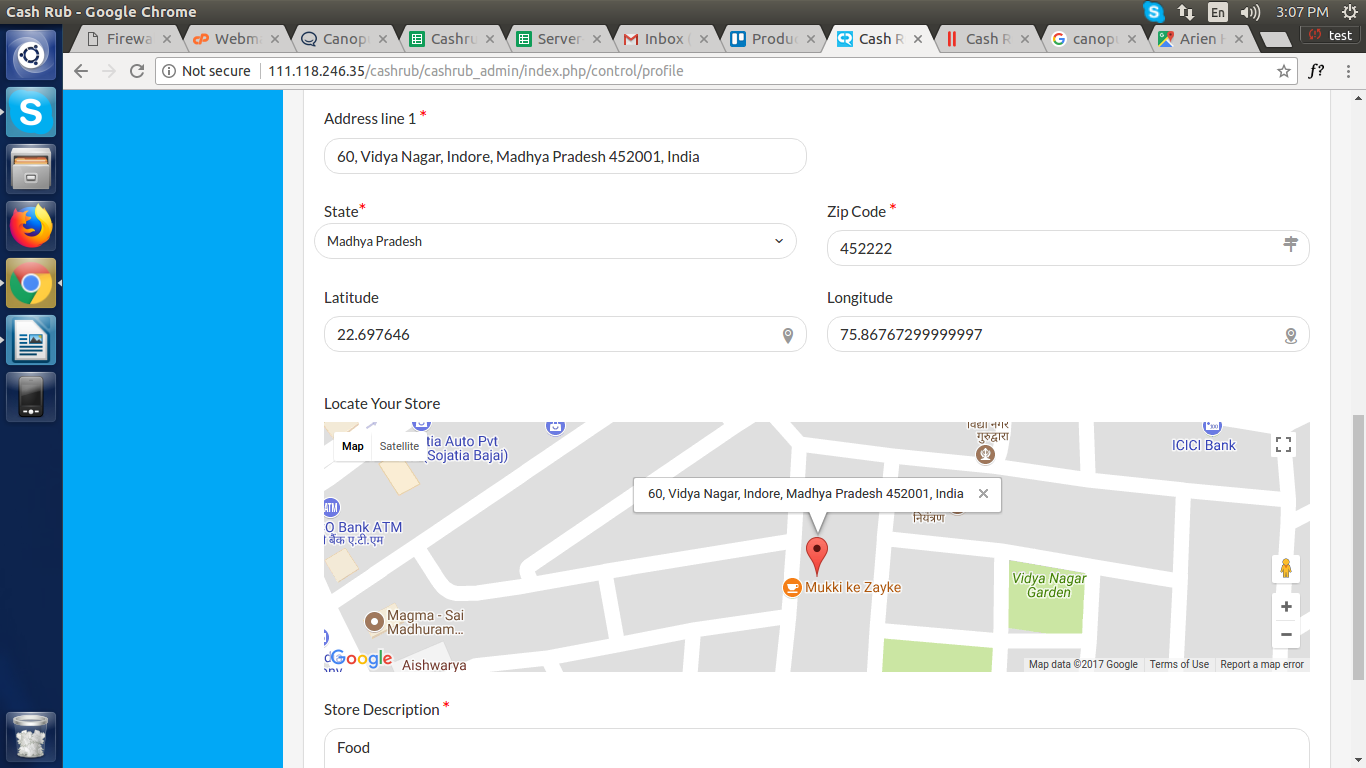 Cash Rub - Google Chrome
En
3:07 PM
Firewa
Webma
Canop
Cashru
Server
Inbox (
Produc
Cash R
Cash R
canopu
Arien
test
Not secure
111.118.246.35/cashrub/cashrub_admin/index.php/control/profile
f?
Address line 1 *
60, Vidya Nagar, Indore, Madhya Pradesh 452001, India
State*
Zip Code *
Madhya Pradesh
452222
Latitude
Longitude
22.697646
75.86767299999997
Locate Your Store
Map
Satellite
tia Auto Pvt
(Sojatia Bajaj)
विद्या नगर
गुरुद्वारा
ICICI Bank
60, Vidya Nagar, Indore, Madhya Pradesh 452001, India
नियंत्रण
ATM
O Bank ATM
बैंक ए.टी.एम
Mukki ke Zayke
Vidya Nagar
Garden
Magma - Sai
Madhuram...
Google
Aishwarya
Map data ©2017 Google
Terms of Use
Report a map error
Store Description *
Food